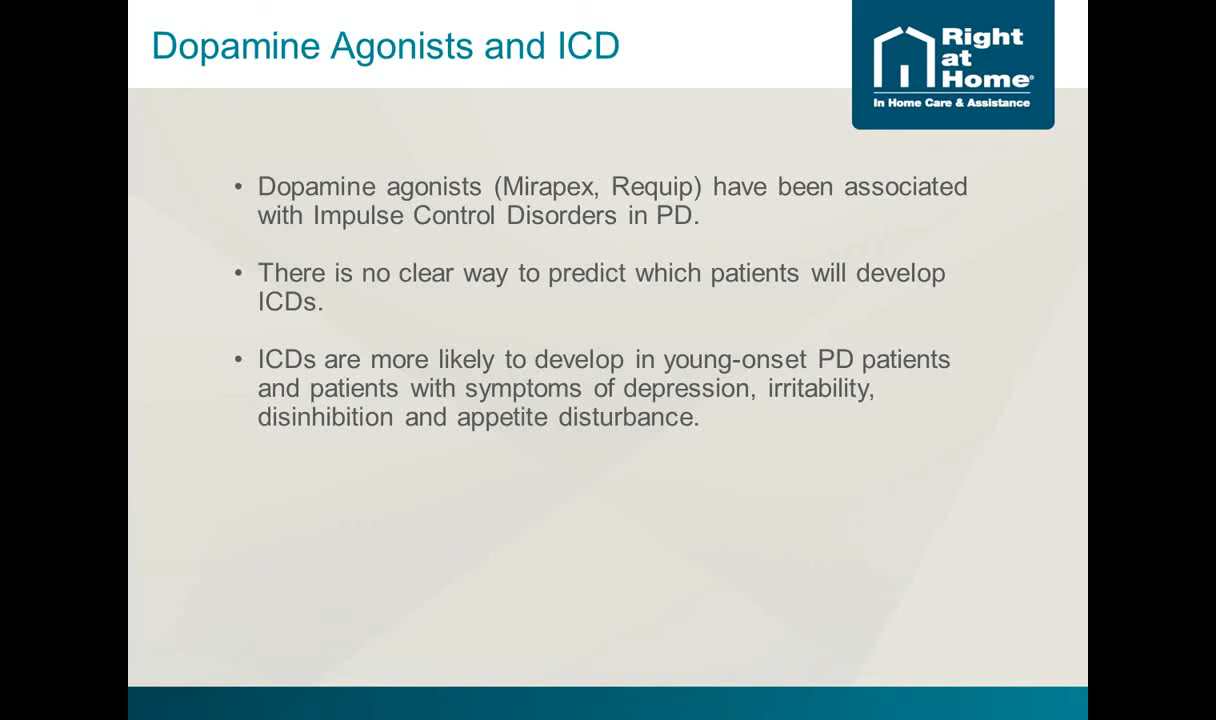 Dopamine Agonists and ICD
Right
at
Home®
In Home Care & Assistance
• Dopamine agonists (Mirapex, Requip) have been associated
with Impulse Control Disorders in PD.
• There is no clear way to predict which patients will develop
ICDs.
• ICDs are more likely to develop in young-onset PD patients
and patients with symptoms of depression, irritability,
disinhibition and appetite disturbance.